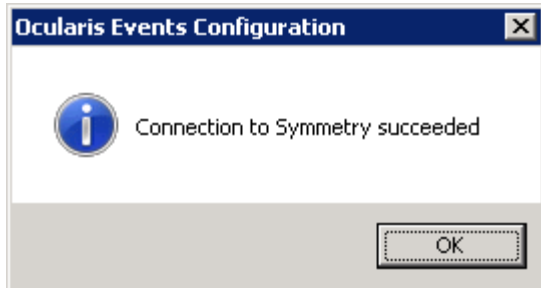 Ocularis Events Configuration
Connection to Symmetry succeeded
OK